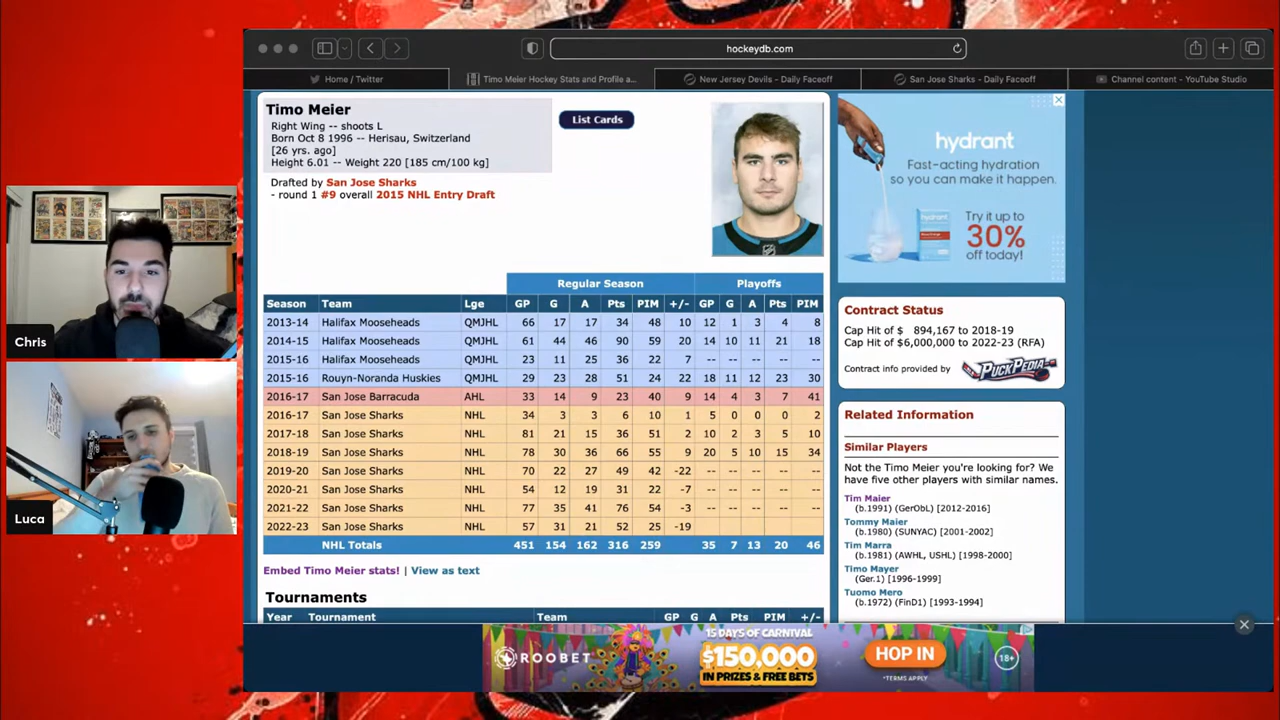 hockeydb.com
Home / Twitter
Timo Meier Hockey Stats and Profile a...
New Jersey Devils - Daily Faceoff
San Jose Sharks - Daily Faceoff
Channel content - YouTube Studio
Timo Meier
Right Wing -- shoots L
Born Oct 8 1996 -- Herisau, Switzerland
[26 yrs. ago]
Height 6.01 -- Weight 220 [185 cm/100 kg]
Drafted by San Jose Sharks
- round 1 #9 overall 2015 NHL Entry Draft
List Cards
Regular Season Playoffs
Season Team Lge GP G A Pts PIM +/- GP G A Pts PIM
2013-14 Halifax Mooseheads QMJHL 66 17 17 34 48 10 12 1 3 4 8
2014-15 Halifax Mooseheads QMJHL 61 44 46 90 59 20 14 10 11 21 18
2015-16 Halifax Mooseheads QMJHL 23 11 25 36 22 7 -- -- -- -- --
2015-16 Rouyn-Noranda Huskies QMJHL 29 23 28 51 24 22 18 11 12 23 30
2016-17 San Jose Barracuda AHL 33 14 9 23 40 9 14 4 3 7 41
2016-17 San Jose Sharks NHL 34 3 3 6 10 1 5 0 0 0 2
2017-18 San Jose Sharks NHL 81 21 15 36 51 2 10 2 3 5 10
2018-19 San Jose Sharks NHL 78 30 36 66 55 9 20 5 10 15 34
2019-20 San Jose Sharks NHL 70 22 27 49 42 -22 -- -- -- -- --
2020-21 San Jose Sharks NHL 54 12 19 31 22 -7 -- -- -- -- --
2021-22 San Jose Sharks NHL 77 35 41 76 54 -3 -- -- -- -- --
2022-23 San Jose Sharks NHL 57 31 21 52 25 -19
NHL Totals 451 154 162 316 259 35 7 13 20 46
Embed Timo Meier stats! | View as text
Tournaments
Year Tournament Team GP G A Pts PIM +/-
hydrant
Fast-acting hydration
so you can make it happen.
Try it up to
30%
off today!
Contract Status
Cap Hit of $ 894,167 to 2018-19
Cap Hit of $6,000,000 to 2022-23 (RFA)
Contract info provided by
PUCKPEDIA
Related Information
Similar Players
Not the Timo Meier you're looking for? We
have five other players with similar names.
Tim Maier
(b.1991) (GerObL) [2012-2016]
Tommy Maier
(b.1980) (SUNYAC) [2001-2002]
Tim Marra
(b.1981) (AWHL, USHL) [1998-2000]
Timo Mayer
(Ger.1) [1996-1999]
Tuomo Mero
(b.1972) (FinD1) [1993-1994]
ROOBET
15 DAYS OF CARNIVAL
$150,000
IN PRIZES & FREE BETS
HOP IN
*TERMS APPLY
18+
Chris
Luca